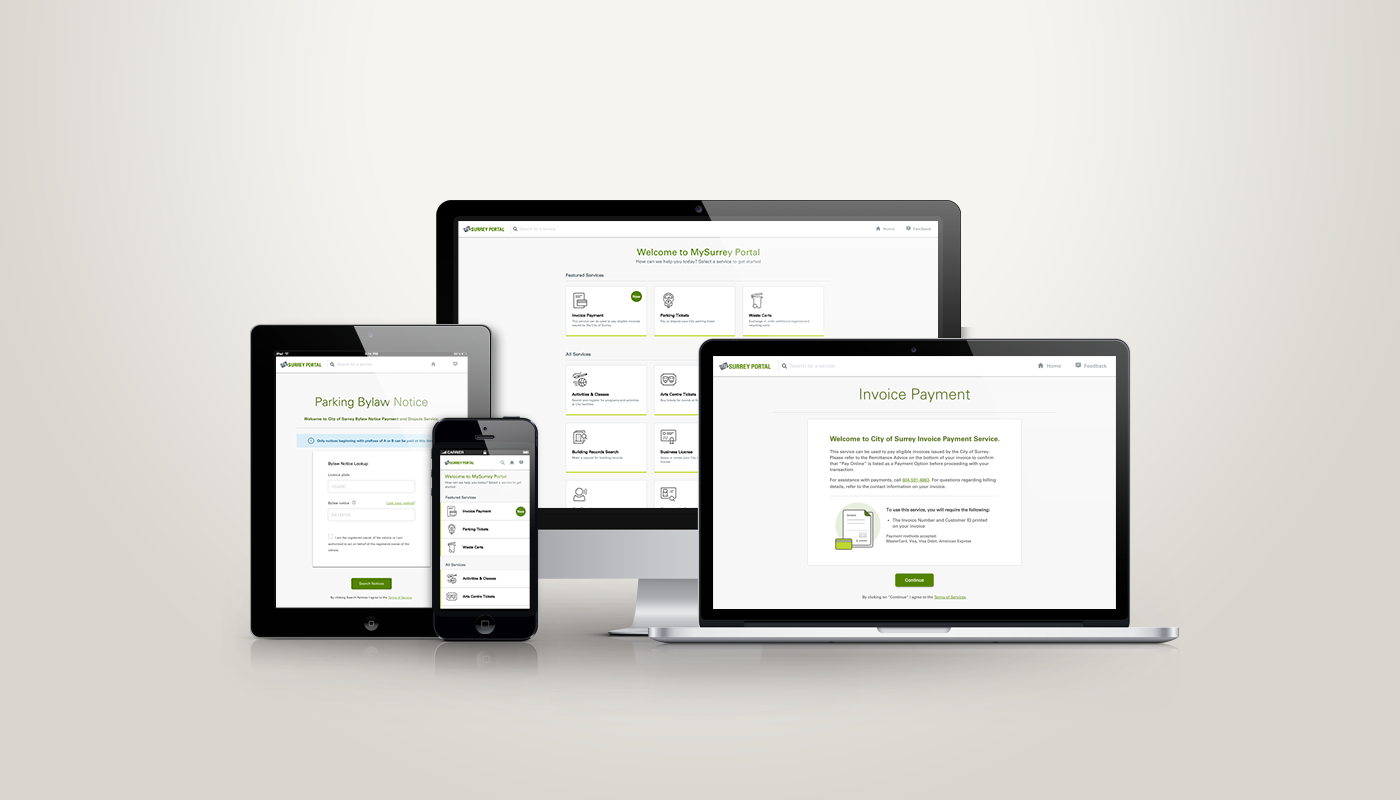 SURREY PORTAL
Search for a service
Home
Feedback
Welcome to MySurrey Portal
How can we help you today? Select a service to get started
Featured Services
New
Invoice Payment
This service can be used to pay eligible invoices
issued by the City of Surrey.
Parking Tickets
Pay or dispute your City parking ticket.
Waste Carts
Exchange or order additional organics and
recycling carts.
All Services
Activities & Classes
Search and register for programs and activities
at City facilities.
Arts Centre Tickets
Building Records Search
Make a request for building records.
Business License
iPad
SURREY PORTAL
Search for a service
Parking Bylaw Notice
Welcome to City of Surrey Bylaw Notice Payment and Dispute Service
Only notices beginning with prefixes of A or B can be paid at this
Bylaw Notice Lookup
Licence plate
Bylaw notice
Lost your notice?
I am the registered owner of the vehicle or I am
authorized to act on behalf of the registered owner of this
vehicle.
Search Notices
By clicking Search Notices I agree to the Terms of Service
CARRIER
SURREY PORTAL
Welcome to MySurrey Portal
How can we help you today? Select a service to get
started
Featured Services
Invoice Payment
New
Parking Tickets
Waste Carts
All Services
Activities & Classes
Arts Centre Tickets
SURREY PORTAL
Search for a service
Home
Feedback
Invoice Payment
Welcome to City of Surrey Invoice Payment Service.
This service can be used to pay eligible invoices issued by the City of Surrey.
Please refer to the Remittance Advice on the bottom of your invoice to confirm
that "Pay Online" is listed as a Payment Option before proceeding with your
transaction.
For assistance with payments, call 604 591 4883. For questions regarding billing
details, refer to the contact information on your invoice.
To use this service, you will require the following:
• The Invoice Number and Customer ID printed
on your invoice
Payment methods accepted:
MasterCard, Visa, Visa Debit, American Express
Continue
By clicking on "Continue" I agree to the Terms of Services